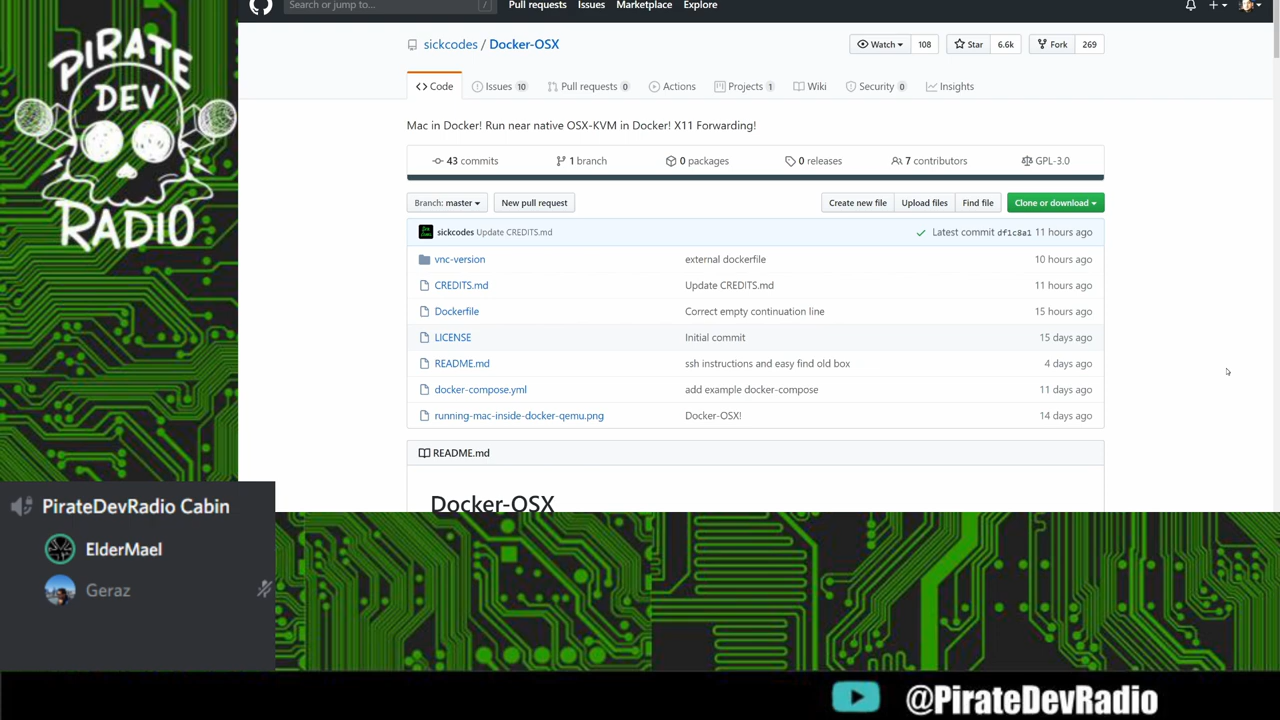 PIRATE
DEV
RADIO
Search or jump to...
/
Pull requests
Issues
Marketplace
Explore
sickcodes / Docker-OSX
Watch 108
Star 6.6k
Fork 269
<> Code
Issues 10
Pull requests 0
Actions
Projects 1
Wiki
Security 0
Insights
Mac in Docker! Run near native OSX-KVM in Docker! X11 Forwarding!
43 commits
1 branch
0 packages
0 releases
7 contributors
GPL-3.0
Branch: master
New pull request
Create new file
Upload files
Find file
Clone or download
sickcodes Update CREDITS.md
Latest commit df1c8a1 11 hours ago
vnc-version external dockerfile 10 hours ago
CREDITS.md Update CREDITS.md 11 hours ago
Dockerfile Correct empty continuation line 15 hours ago
LICENSE Initial commit 15 days ago
README.md ssh instructions and easy find old box 4 days ago
docker-compose.yml add example docker-compose 11 days ago
running-mac-inside-docker-qemu.png Docker-OSX! 14 days ago
README.md
Docker-OSX
PirateDevRadio Cabin
ElderMael
Geraz
@PirateDevRadio